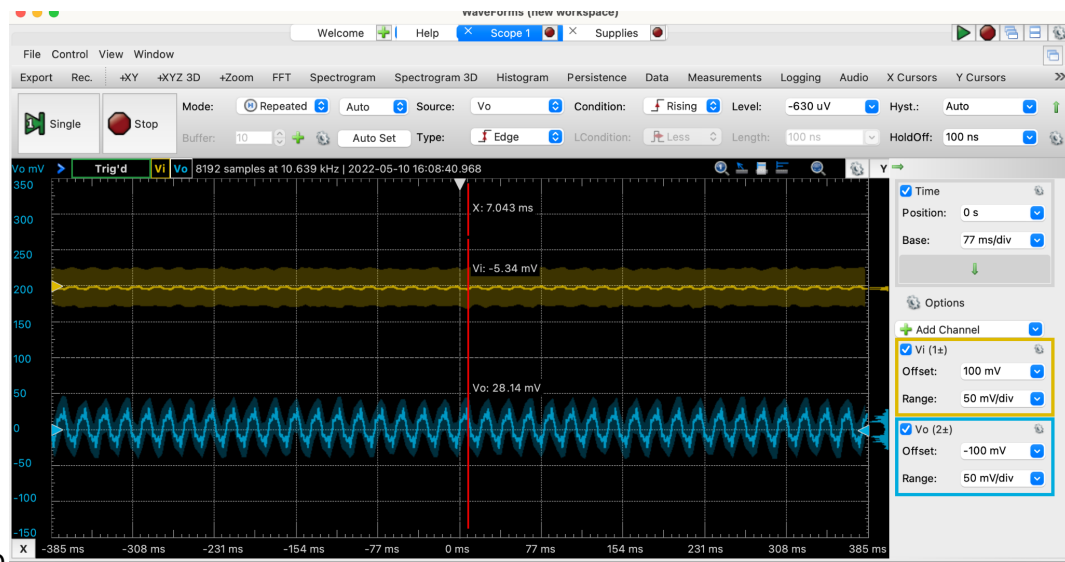 WaveForms (new workspace)
Welcome Help Scope 1 Supplies
File Control View Window
Export Rec. +XY +XYZ 3D +Zoom FFT Spectrogram Spectrogram 3D Histogram Persistence Data Measurements Logging Audio X Cursors Y Cursors »
Single Stop Mode: Repeated Auto Source: Vo Condition: Rising Level: -630 uV Hyst.: Auto
Buffer: 10 Auto Set Type: Edge LCondition: Less Length: 100 ns HoldOff: 100 ns
Vo mV Trig'd Vi Vo 8192 samples at 10.639 kHz | 2022-05-10 16:08:40.968 Y
350
X: 7.043 ms
300
250
Vi: -5.34 mV
200
150
100
Vo: 28.14 mV
50
0
-50
-100
-150
X -385 ms -308 ms -231 ms -154 ms -77 ms 0 ms 77 ms 154 ms 231 ms 308 ms 385 ms
Time
Position: 0 s
Base: 77 ms/div
Options
Add Channel
Vi (1±)
Offset: 100 mV
Range: 50 mV/div
Vo (2±)
Offset: -100 mV
Range: 50 mV/div